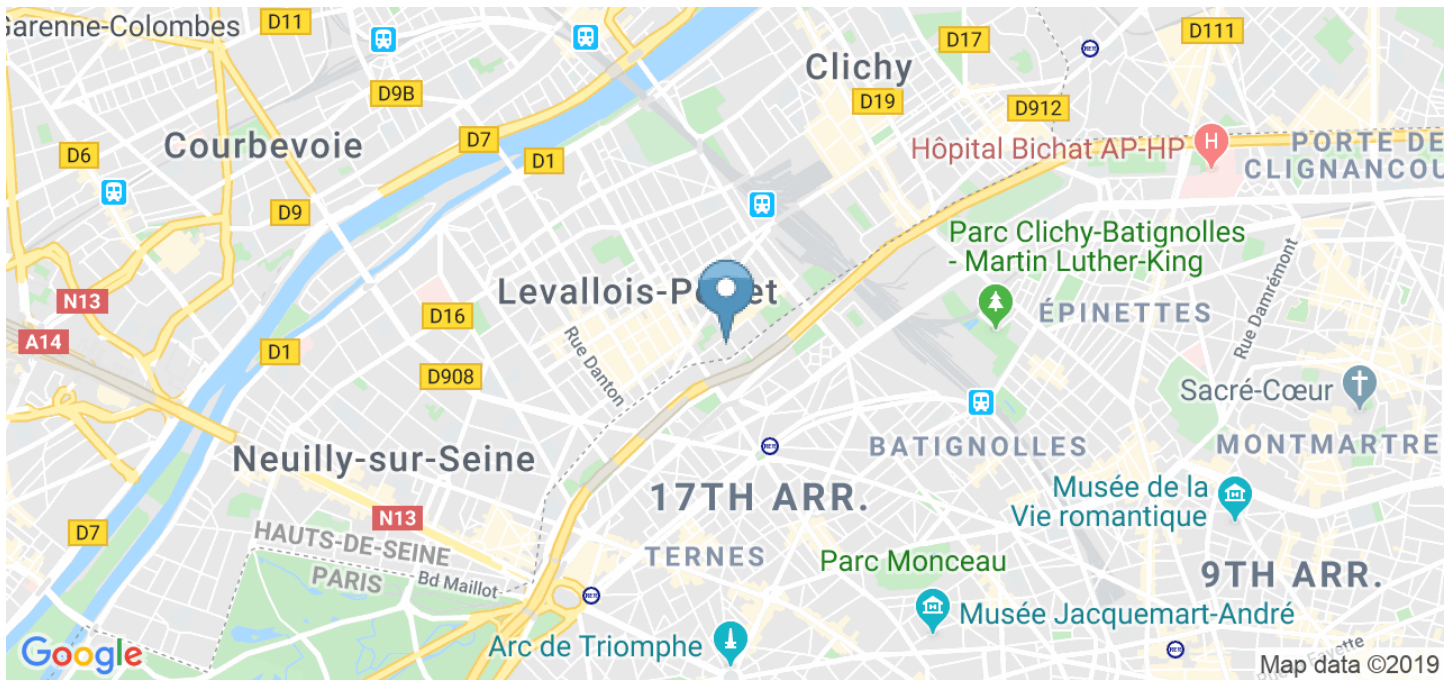 Garenne-Colombes
D11
D17
D111
Clichy
D9B
D19
D912
D7
Courbevoie
D6
D1
Hôpital Bichat AP-HP
H
PORTE DE
CLIGNANCOU
D9
Parc Clichy-Batignolles
- Martin Luther-King
Levallois-P et
N13
D16
ÉPINETTES
Rue Damrémont
A14
D1
Rue Danton
D908
Sacré-Cœur
BATIGNOLLES
MONTMARTRE
Neuilly-sur-Seine
17TH ARR.
Musée de la
Vie romantique
N13
D7
HAUTS-DE-SEINE
TERNES
PARIS
Bd Maillot
Parc Monceau
9TH ARR.
Musée Jacquemart-André
Arc de Triomphe
Google
Fayette
Map data ©2019